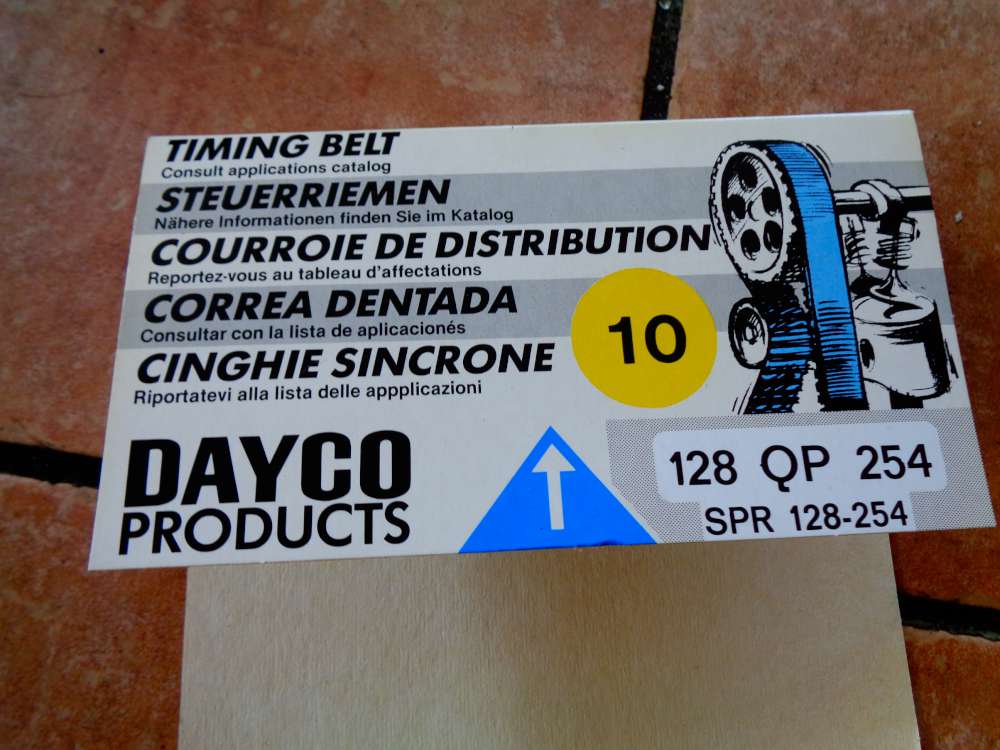 TIMING BELT
Consult applications catalog
STEUERRIEMEN
Nähere Informationen finden Sie im Katalog
COURROIE DE DISTRIBUTION
Reportez-vous au tableau d'affectations
CORREA DENTADA
Consultar con la lista de aplicacionés
CINGHIE SINCRONE
Riportatevi alla lista delle appplicazioni
10
DAYCO
PRODUCTS
128 QP 254
SPR 128-254